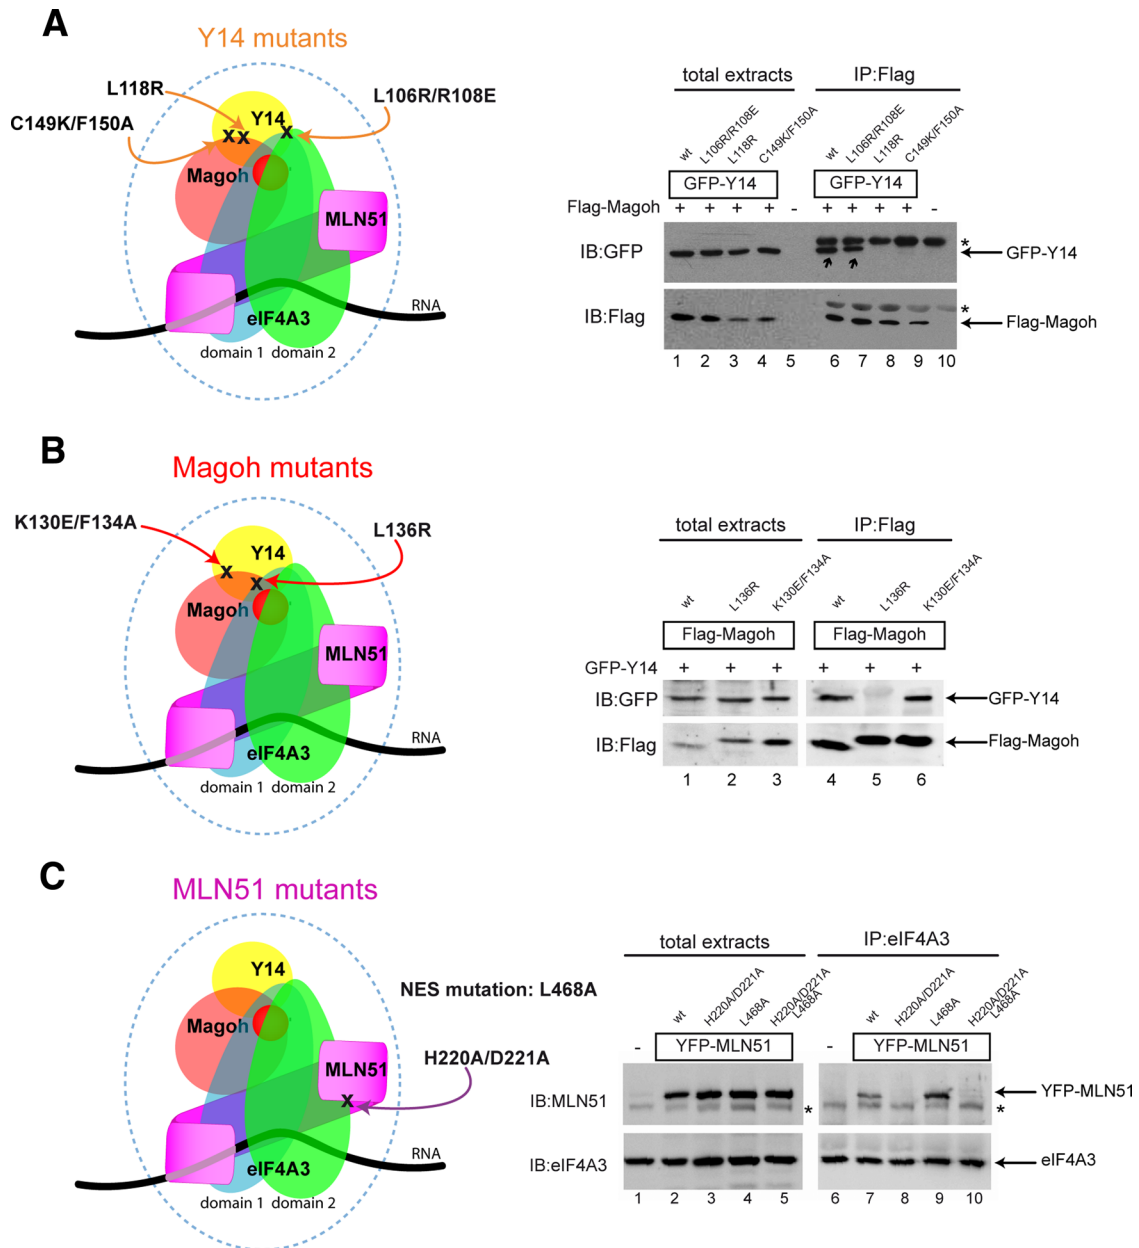 A
Y14 mutants
L118R
C149K/F150A
L106R/R108E
Y14
x x
x
Magoh
MLN51
RNA
eIF4A3
domain 1 domain 2
total extracts
IP:Flag
wt
L106R/R108E
L118R
C149K/F150A
wt
L106R/R108E
L118R
C149K/F150A
GFP-Y14
GFP-Y14
Flag-Magoh + + + + - + + + + -
IB:GFP
*
GFP-Y14
IB:Flag
*
Flag-Magoh
1 2 3 4 5 6 7 8 9 10
B
Magoh mutants
K130E/F134A
L136R
Y14
x
x
Magoh
MLN51
RNA
eIF4A3
domain 1 domain 2
total extracts
IP:Flag
wt
L136R
K130E/F134A
wt
L136R
K130E/F134A
Flag-Magoh
Flag-Magoh
GFP-Y14 + + + + + +
IB:GFP
GFP-Y14
IB:Flag
Flag-Magoh
1 2 3 4 5 6
C
MLN51 mutants
Y14
NES mutation: L468A
Magoh
H220A/D221A
MLN51
x
RNA
eIF4A3
domain 1 domain 2
total extracts
IP:eIF4A3
-
wt
H220A/D221A
L468A
H220A/D221A
L468A
-
wt
H220A/D221A
L468A
H220A/D221A
L468A
YFP-MLN51
YFP-MLN51
IB:MLN51
*
YFP-MLN51
*
IB:eIF4A3
eIF4A3
1 2 3 4 5 6 7 8 9 10